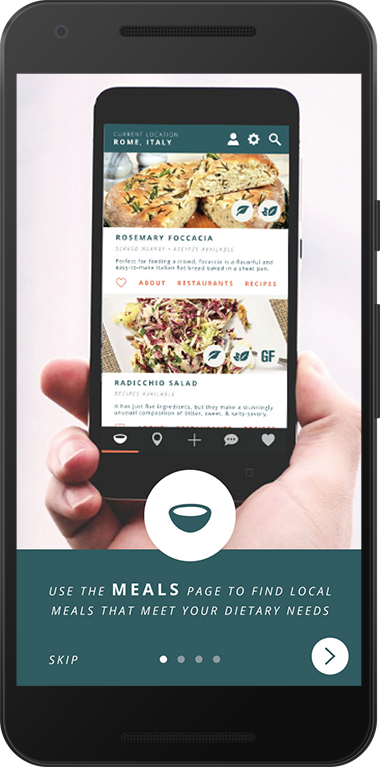 CURRENT LOCATION
ROME, ITALY
ROSEMARY FOCCACIA
SERVED NEARBY • RECIPES AVAILABLE
Perfect for feeding a crowd, focaccia is a flavorful and
easy-to-make Italian flat bread baked in a sheet pan.
ABOUT RESTAURANTS RECIPES
GF
RADICCHIO SALAD
RECIPES AVAILABLE
It has just five ingredients, but they make a stunningly
unusual composition of bitter, sweet, & salty-savory.
USE THE MEALS PAGE TO FIND LOCAL
MEALS THAT MEET YOUR DIETARY NEEDS
SKIP